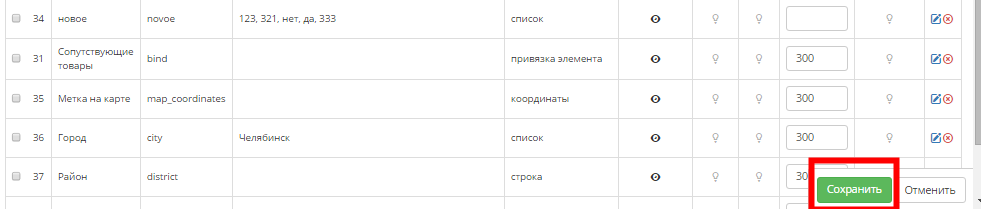 34 новое novoe 123, 321, нет, да, 333 список
31 Сопутствующие товары bind привязка элемента 300
35 Метка на карте map_coordinates координаты 300
36 Город city Челябинск список 300
37 Район district строка
Сохранить Отменить